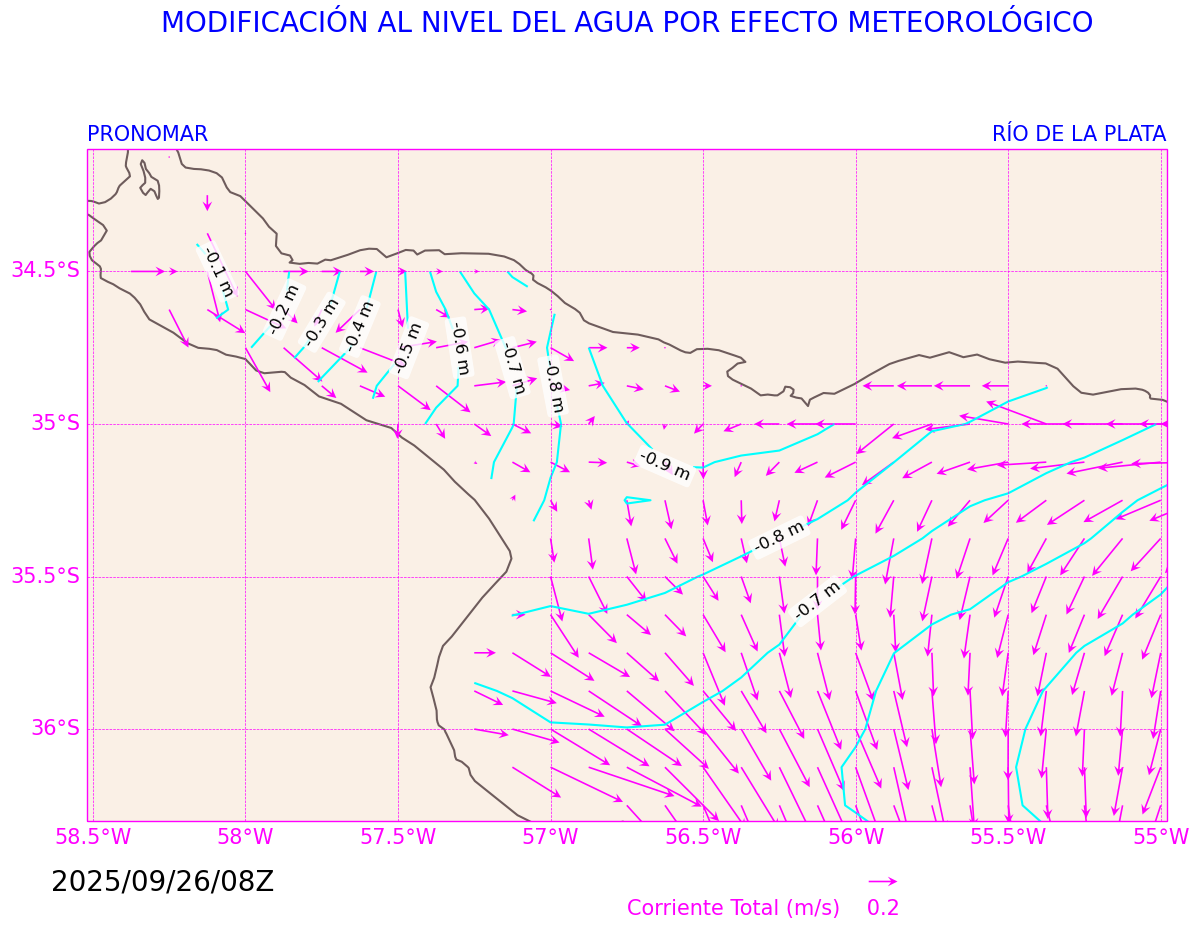 MODIFICACIÓN AL NIVEL DEL AGUA POR EFECTO METEOROLÓGICO
PRONOMAR
RÍO DE LA PLATA
-0.1 m
-0.2 m
-0.3 m
-0.4 m
-0.5 m
-0.6 m
-0.7 m
-0.8 m
-0.9 m
-0.8 m
-0.7 m
34.5°S
35°S
35.5°S
36°S
58.5°W 58°W 57.5°W 57°W 56.5°W 56°W 55.5°W 55°W
2025/09/26/08Z
Corriente Total (m/s) 0.2